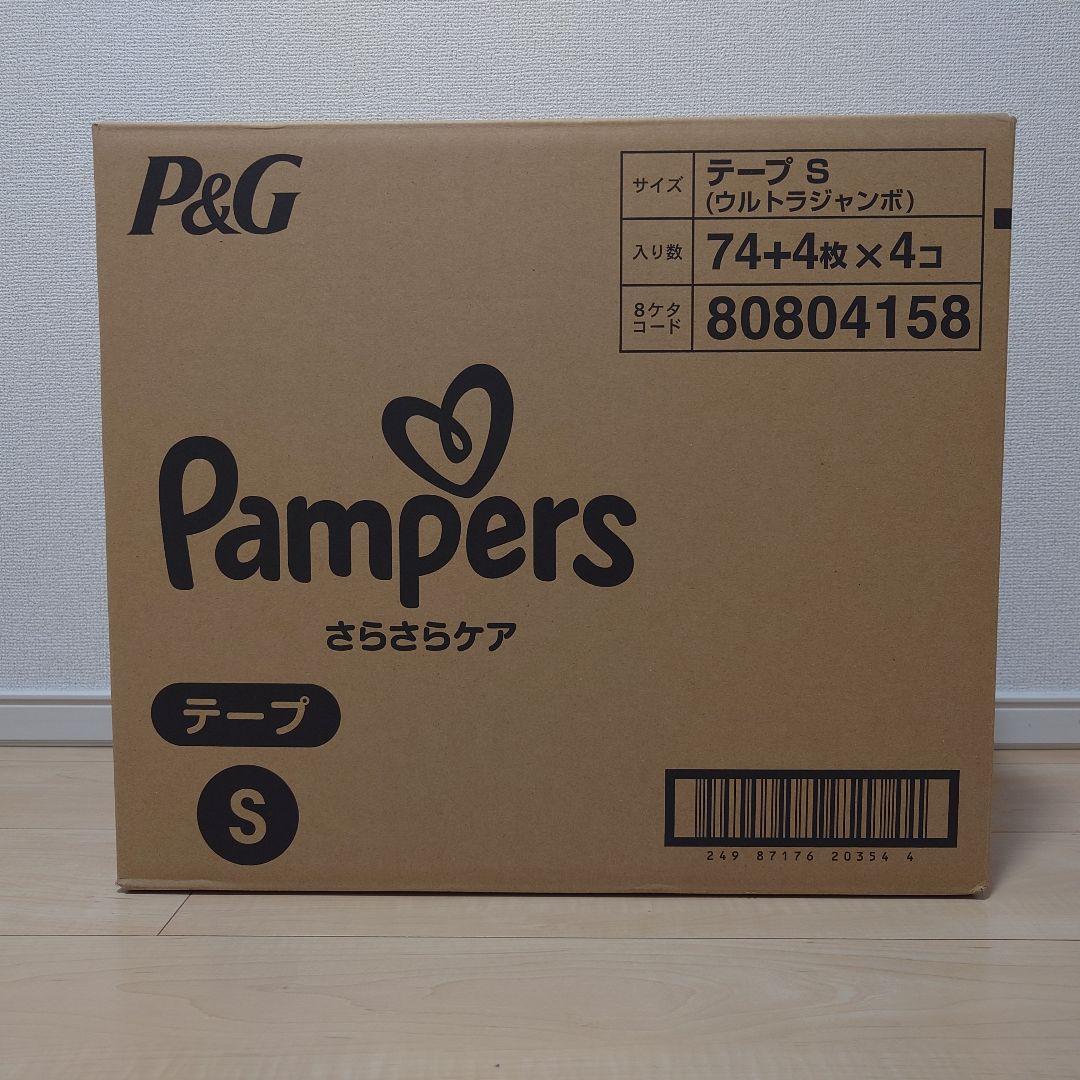 P&G
サイズ
テープ S
(ウルトラジャンボ)
入り数
74+4枚×4コ
8ケタ
コード
80804158
Pampers
さらさらケア
テープ
S
249 87176 20354 4